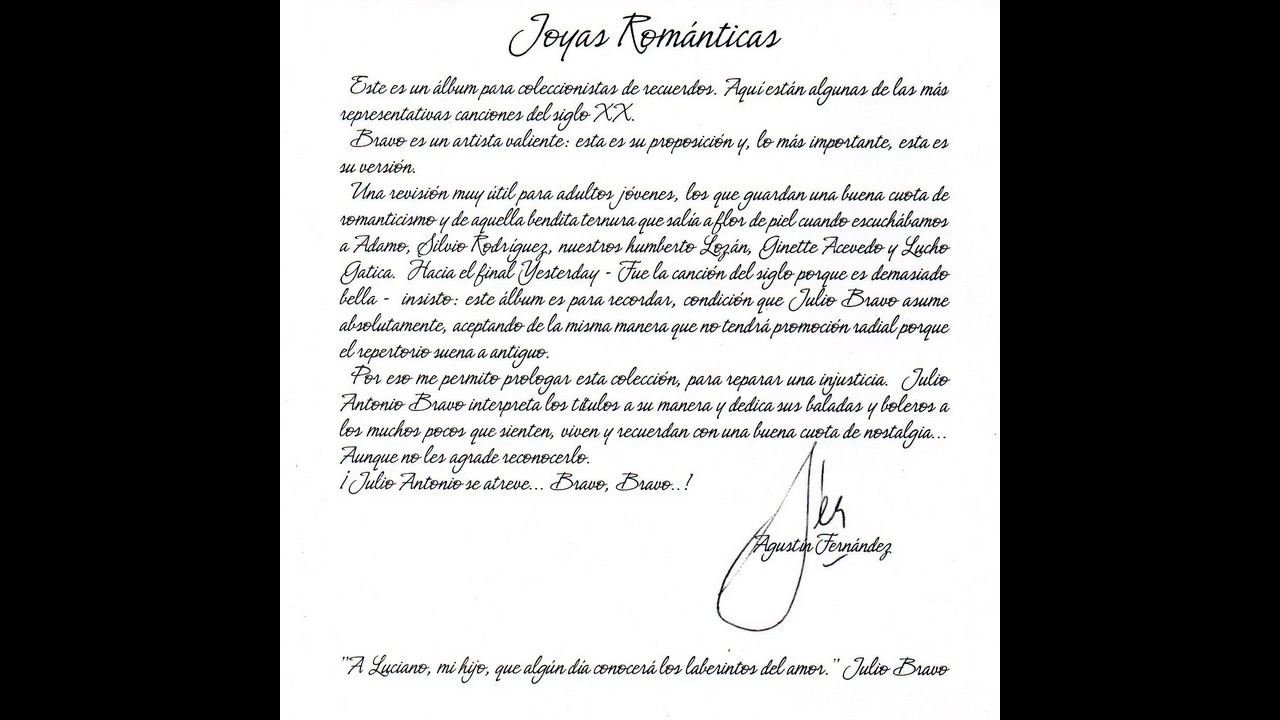 Joyas Románticas
Este es un álbum para coleccionistas de recuerdos. Aquí están algunas de las más
representativas canciones del siglo XX.
Bravo es un artista valiente: esta es su proposición y, lo más importante, esta es
su versión.
Una revisión muy útil para adultos jóvenes, los que guardan una buena cuota de
romanticismo y de aquella bendita ternura que salía a flor de piel cuando escuchábamos
a Adamo, Silvio Rodríguez, nuestros humberto Lozán, Ginette Acevedo y Lucho
Gatica. Hacia el final Yesterday - Fue la canción del siglo porque es demasiado
bella - insisto: este álbum es para recordar, condición que Julio Bravo asume
absolutamente, aceptando de la misma manera que no tendrá promoción radial porque
el repertorio suena a antiguo.
Por eso me permito prologar esta colección, para reparar una injusticia. Julio
Antonio Bravo interpreta los títulos a su manera y dedica sus baladas y boleros a
los muchos pocos que sienten, viven y recuerdan con una buena cuota de nostalgia...
Aunque no les agrade reconocerlo.
¡Julio Antonio se atreve... Bravo, Bravo..!
Agustín Fernández
"A Luciano, mi hijo, que algún día conocerá los laberintos del amor." Julio Bravo